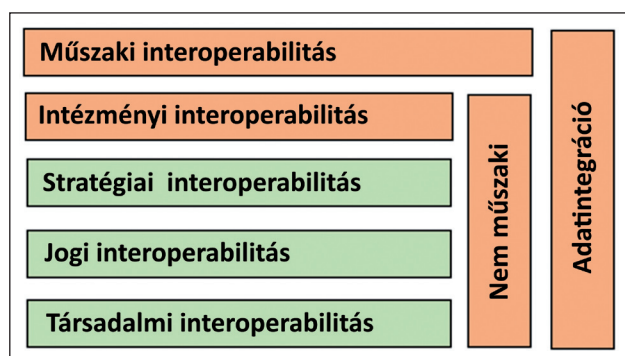 Műszaki interoperabilitás
Intézményi interoperabilitás
Stratégiai interoperabilitás
Jogi interoperabilitás
Társadalmi interoperabilitás
Nem műszaki
Adatintegráció